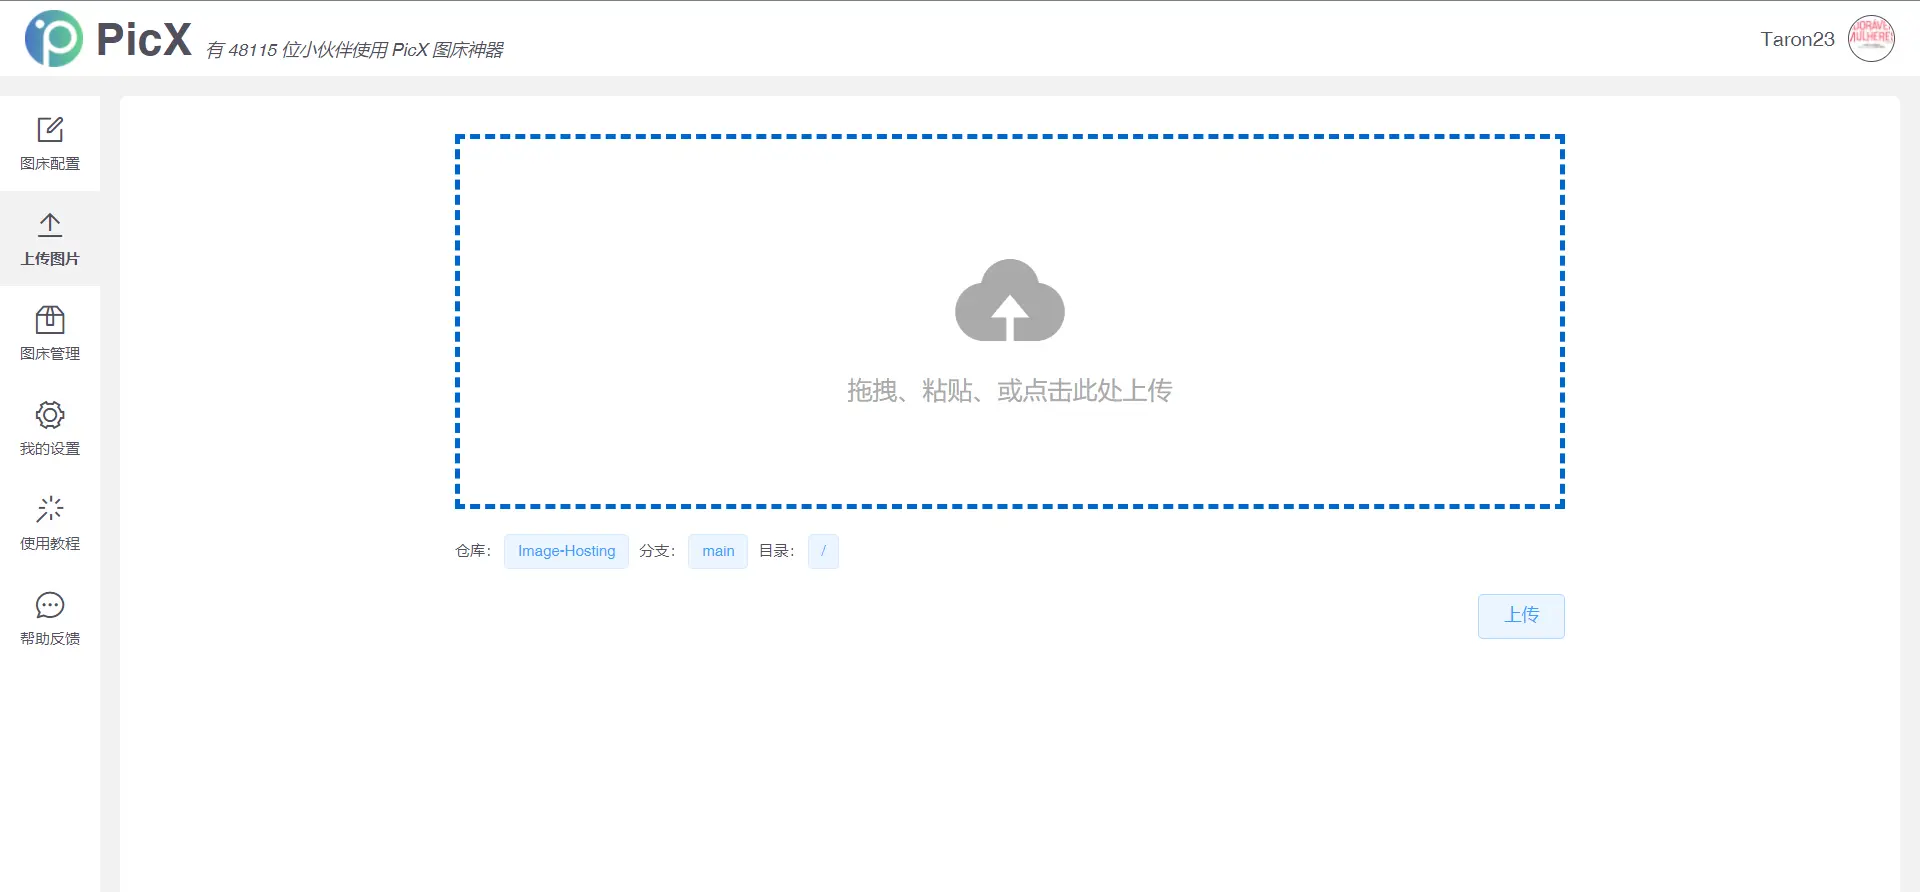 PicX 有 48115 位小伙伴使用 PicX 图床神器
Taron23
图床配置
上传图片
图床管理
我的设置
使用教程
帮助反馈
拖拽、粘贴、或点击此处上传
仓库： Image-Hosting 分支： main 目录： /
上传